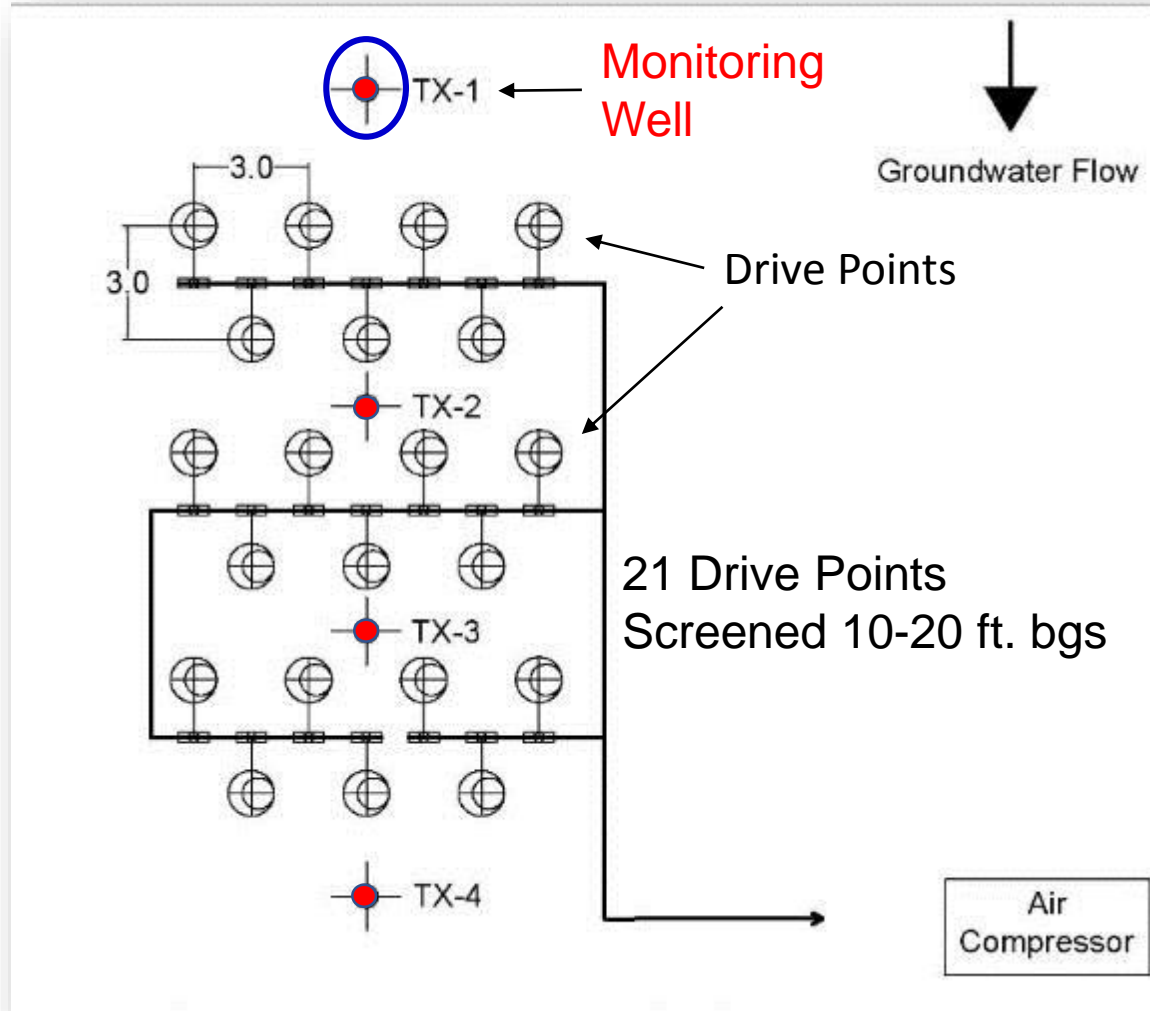 TX-1
Monitoring
Well
Groundwater Flow
3.0
3.0
Drive Points
TX-2
21 Drive Points
Screened 10-20 ft. bgs
TX-3
TX-4
Air
Compressor